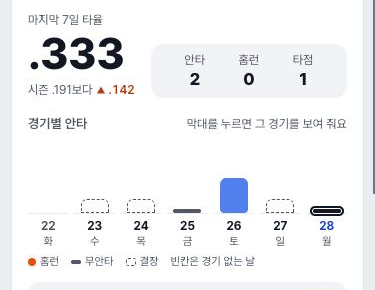 마지막 7일 타율
.333
시즌 .191보다 ▲ .142
안타 홈런 타점
2 0 1
경기별 안타 막대를 누르면 그 경기를 보여 줘요
22 23 24 25 26 27 28
화 수 목 금 토 일 월
홈런 무안타 결장 빈칸은 경기 없는 날